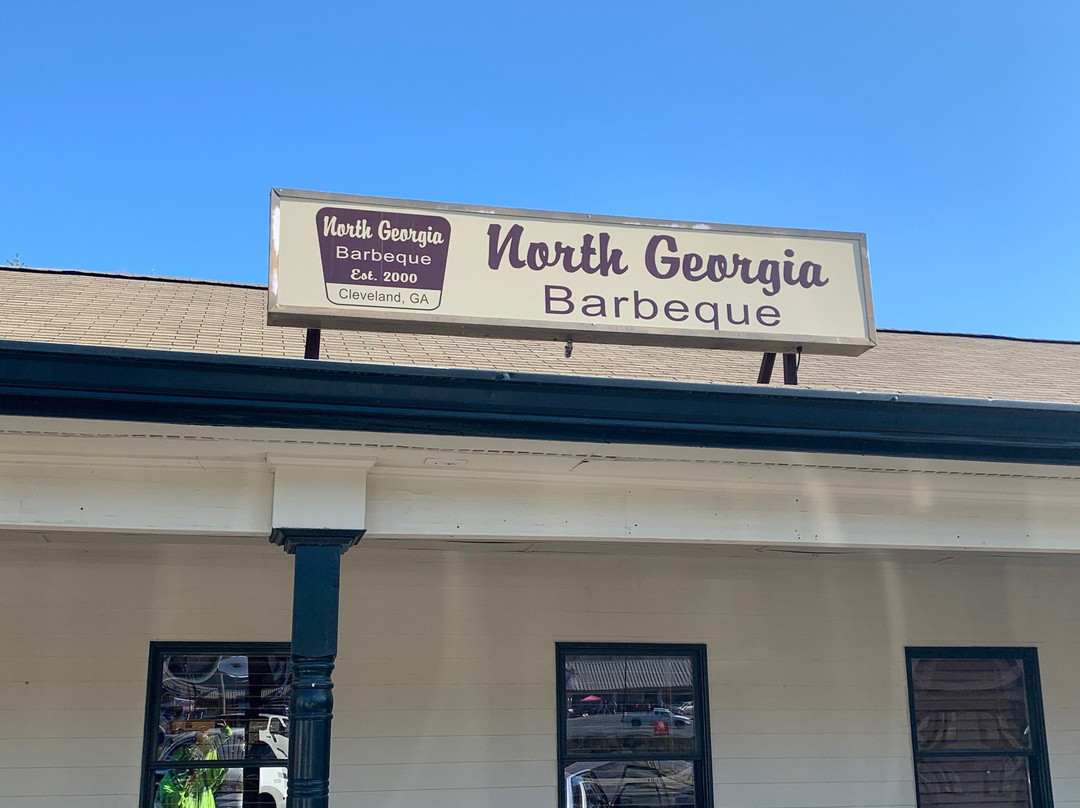 North Georgia
Barbeque
Est. 2000
Cleveland, GA
North Georgia
Barbeque